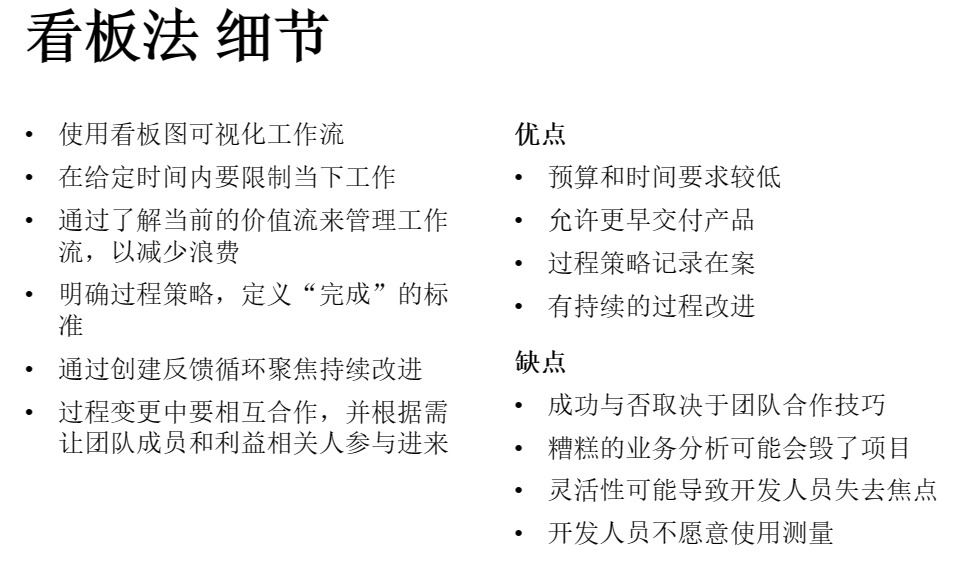 看板法 细节
• 使用看板图可视化工作流
• 在给定时间内要限制当下工作
• 通过了解当前的价值流来管理工作
流，以减少浪费
• 明确过程策略，定义“完成”的标
准
• 通过创建反馈循环聚焦持续改进
• 过程变更中要相互合作，并根据需
让团队成员和利益相关人参与进来
优点
• 预算和时间要求较低
• 允许更早交付产品
• 过程策略记录在案
• 有持续的过程改进
缺点
• 成功与否取决于团队合作技巧
• 糟糕的业务分析可能会毁了项目
• 灵活性可能导致开发人员失去焦点
• 开发人员不愿意使用测量